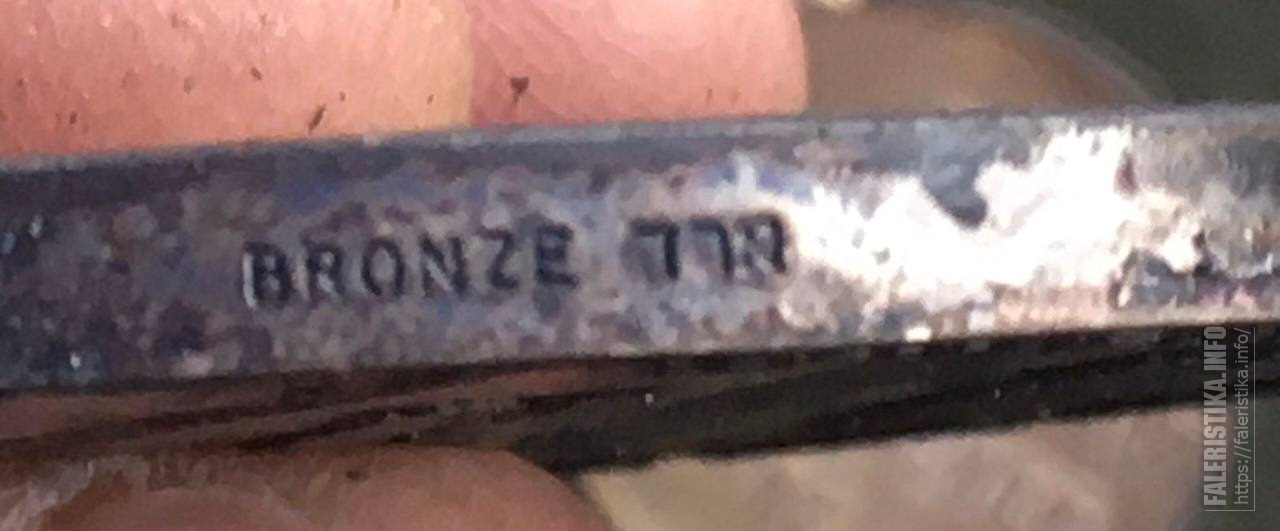 BRONZE ארד
FALERISTIKA.INFO
https://faleristika.info/